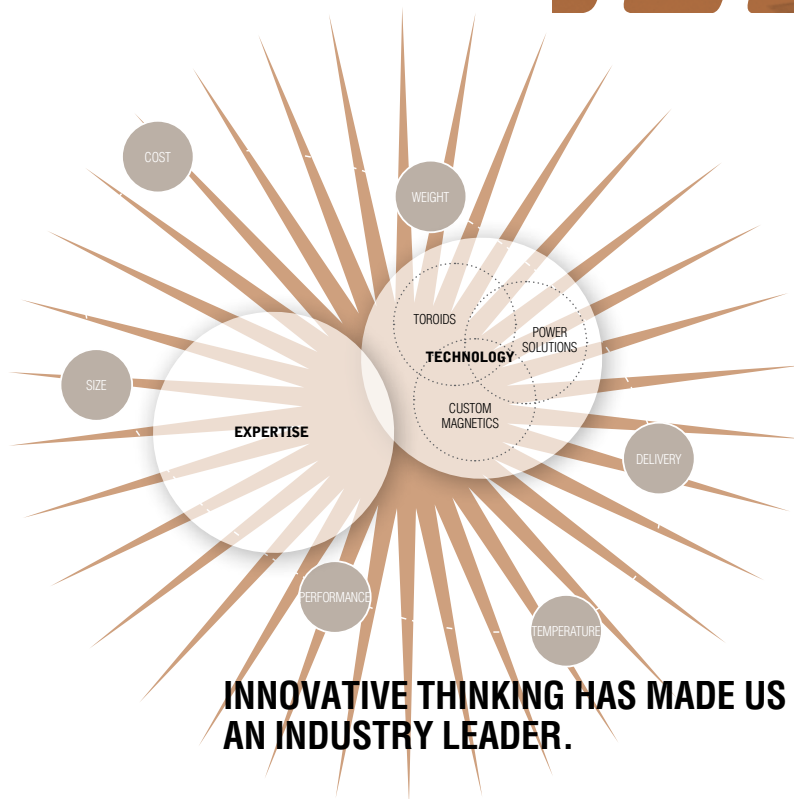 COST
WEIGHT
TOROIDS
POWER
SOLUTIONS
TECHNOLOGY
SIZE
CUSTOM
MAGNETICS
EXPERTISE
DELIVERY
PERFORMANCE
TEMPERATURE
INNOVATIVE THINKING HAS MADE US
AN INDUSTRY LEADER.